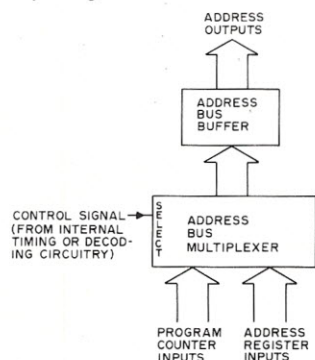 ADDRESS
OUTPUTS
ADDRESS
BUS
BUFFER
CONTROL SIGNAL
(FROM INTERNAL
TIMING OR DECOD-
ING CIRCUITRY)
SELECT
ADDRESS
BUS
MULTIPLEXER
PROGRAM
COUNTER
INPUTS
ADDRESS
REGISTER
INPUTS